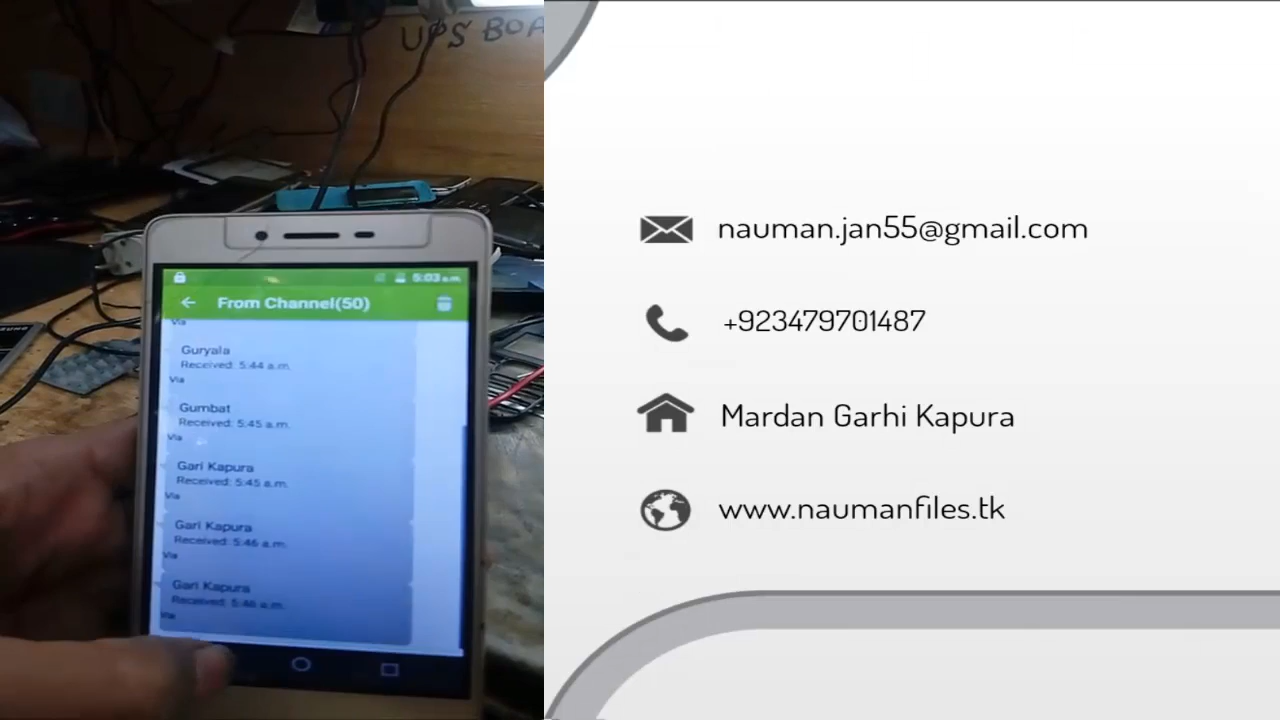 UPS BOA
5:03 a.m.
From Channel(50)
Via
Guryala
Received: 5:44 a.m.
Via
Gumbat
Received: 5:45 a.m.
Via
Gari Kapura
Received: 5:45 a.m.
Via
Gari Kapura
Received: 5:46 a.m.
Via
Gari Kapura
Received: 5:46 a.m.
Via
nauman.jan55@gmail.com
+923479701487
Mardan Garhi Kapura
www.naumanfiles.tk